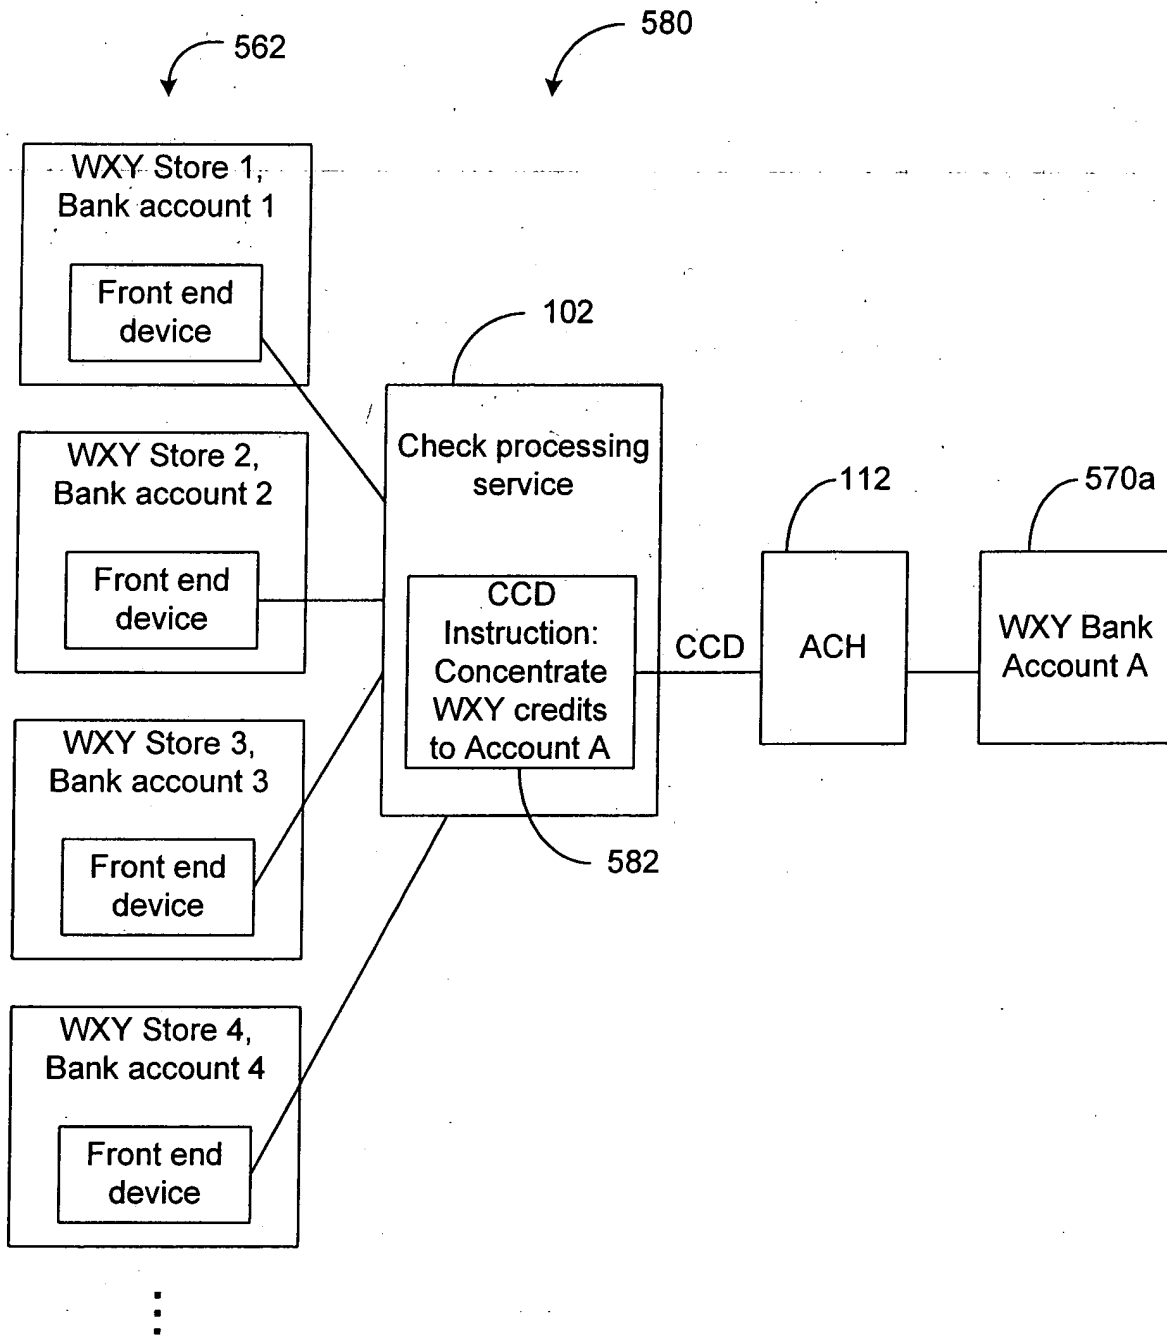 562
580
WXY Store 1,
Bank account 1
Front end
device
102
WXY Store 2,
Bank account 2
Front end
device
Check processing
service
CCD
Instruction:
Concentrate
WXY credits
to Account A
582
CCD
112
ACH
570a
WXY Bank
Account A
WXY Store 3,
Bank account 3
Front end
device
WXY Store 4,
Bank account 4
Front end
device